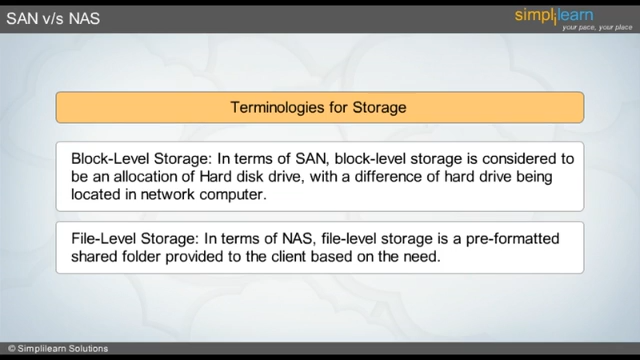 SAN v/s NAS
simplilearn
your pace, your place
Terminologies for Storage
Block-Level Storage: In terms of SAN, block-level storage is considered to
be an allocation of Hard disk drive, with a difference of hard drive being
located in network computer.
File-Level Storage: In terms of NAS, file-level storage is a pre-formatted
shared folder provided to the client based on the need.
© Simplilearn Solutions